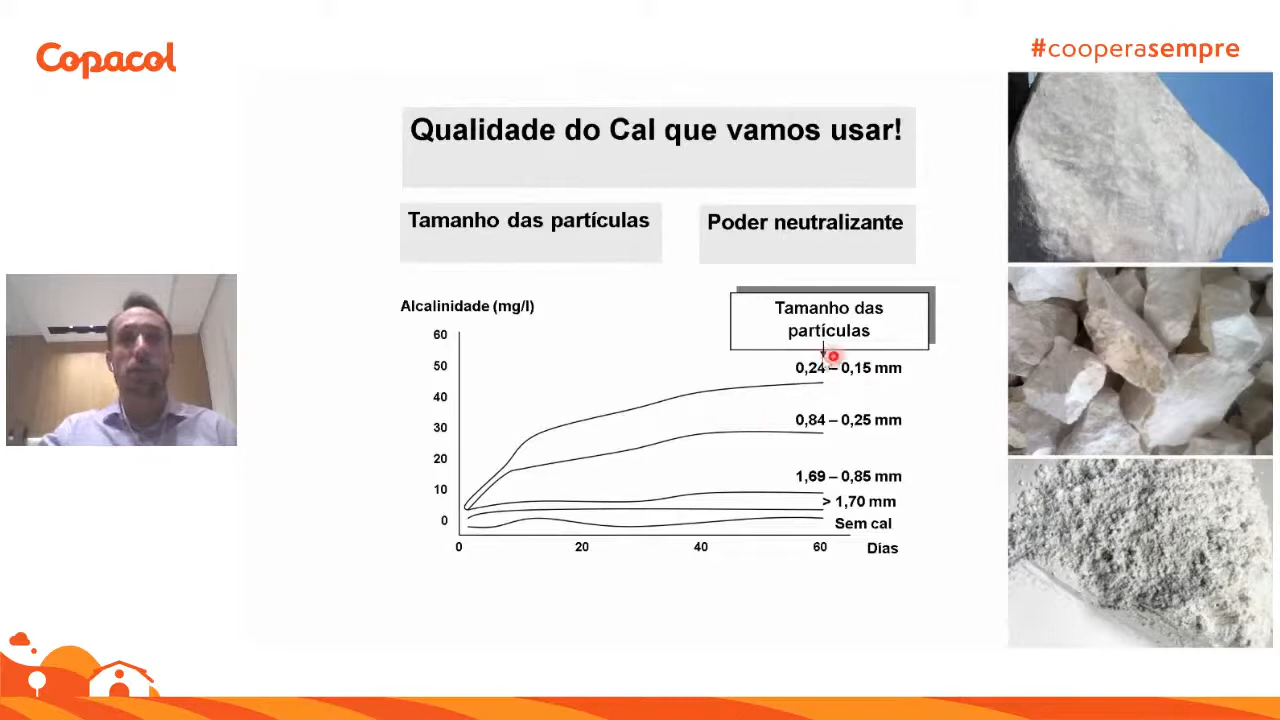 Copacol
#cooperasempre
Qualidade do Cal que vamos usar!
Tamanho das partículas
Poder neutralizante
Alcalinidade (mg/l)
Tamanho das
partículas
60
50
40
30
20
10
0
0,24 – 0,15 mm
0,84 – 0,25 mm
1,69 – 0,85 mm
> 1,70 mm
Sem cal
0 20 40 60 Días